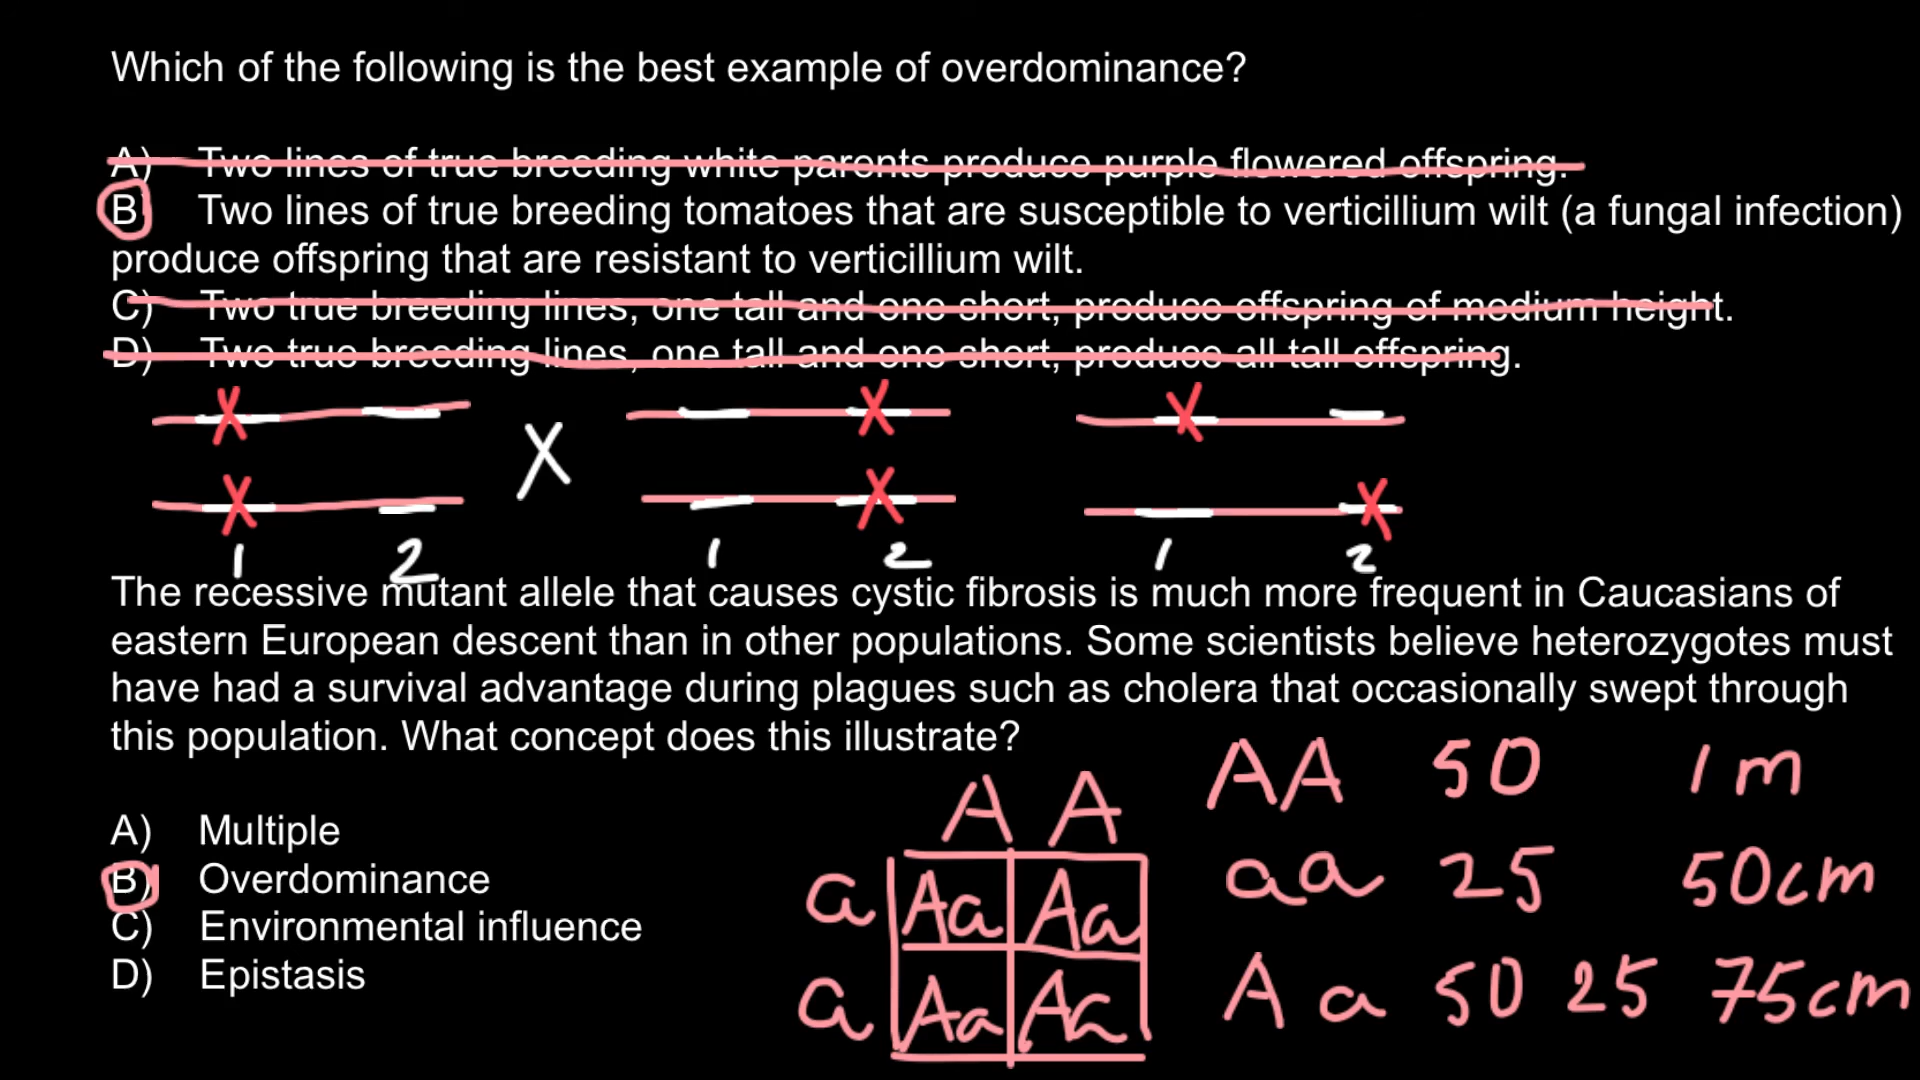 Which of the following is the best example of overdominance?
A) Two lines of true breeding white parents produce purple flowered offspring.
B) Two lines of true breeding tomatoes that are susceptible to verticillium wilt (a fungal infection)
produce offspring that are resistant to verticillium wilt.
C) Two true breeding lines, one tall and one short, produce offspring of medium height.
D) Two true breeding lines, one tall and one short, produce all tall offspring.
X X X
X
X X X
1 2 1 2 1 2
The recessive mutant allele that causes cystic fibrosis is much more frequent in Caucasians of
eastern European descent than in other populations. Some scientists believe heterozygotes must
have had a survival advantage during plagues such as cholera that occasionally swept through
this population. What concept does this illustrate?
A) Multiple
B) Overdominance
C) Environmental influence
D) Epistasis
A A
a Aa Aa
a Aa Aa
AA 50 1m
aa 25 50cm
Aa 50 25 75cm